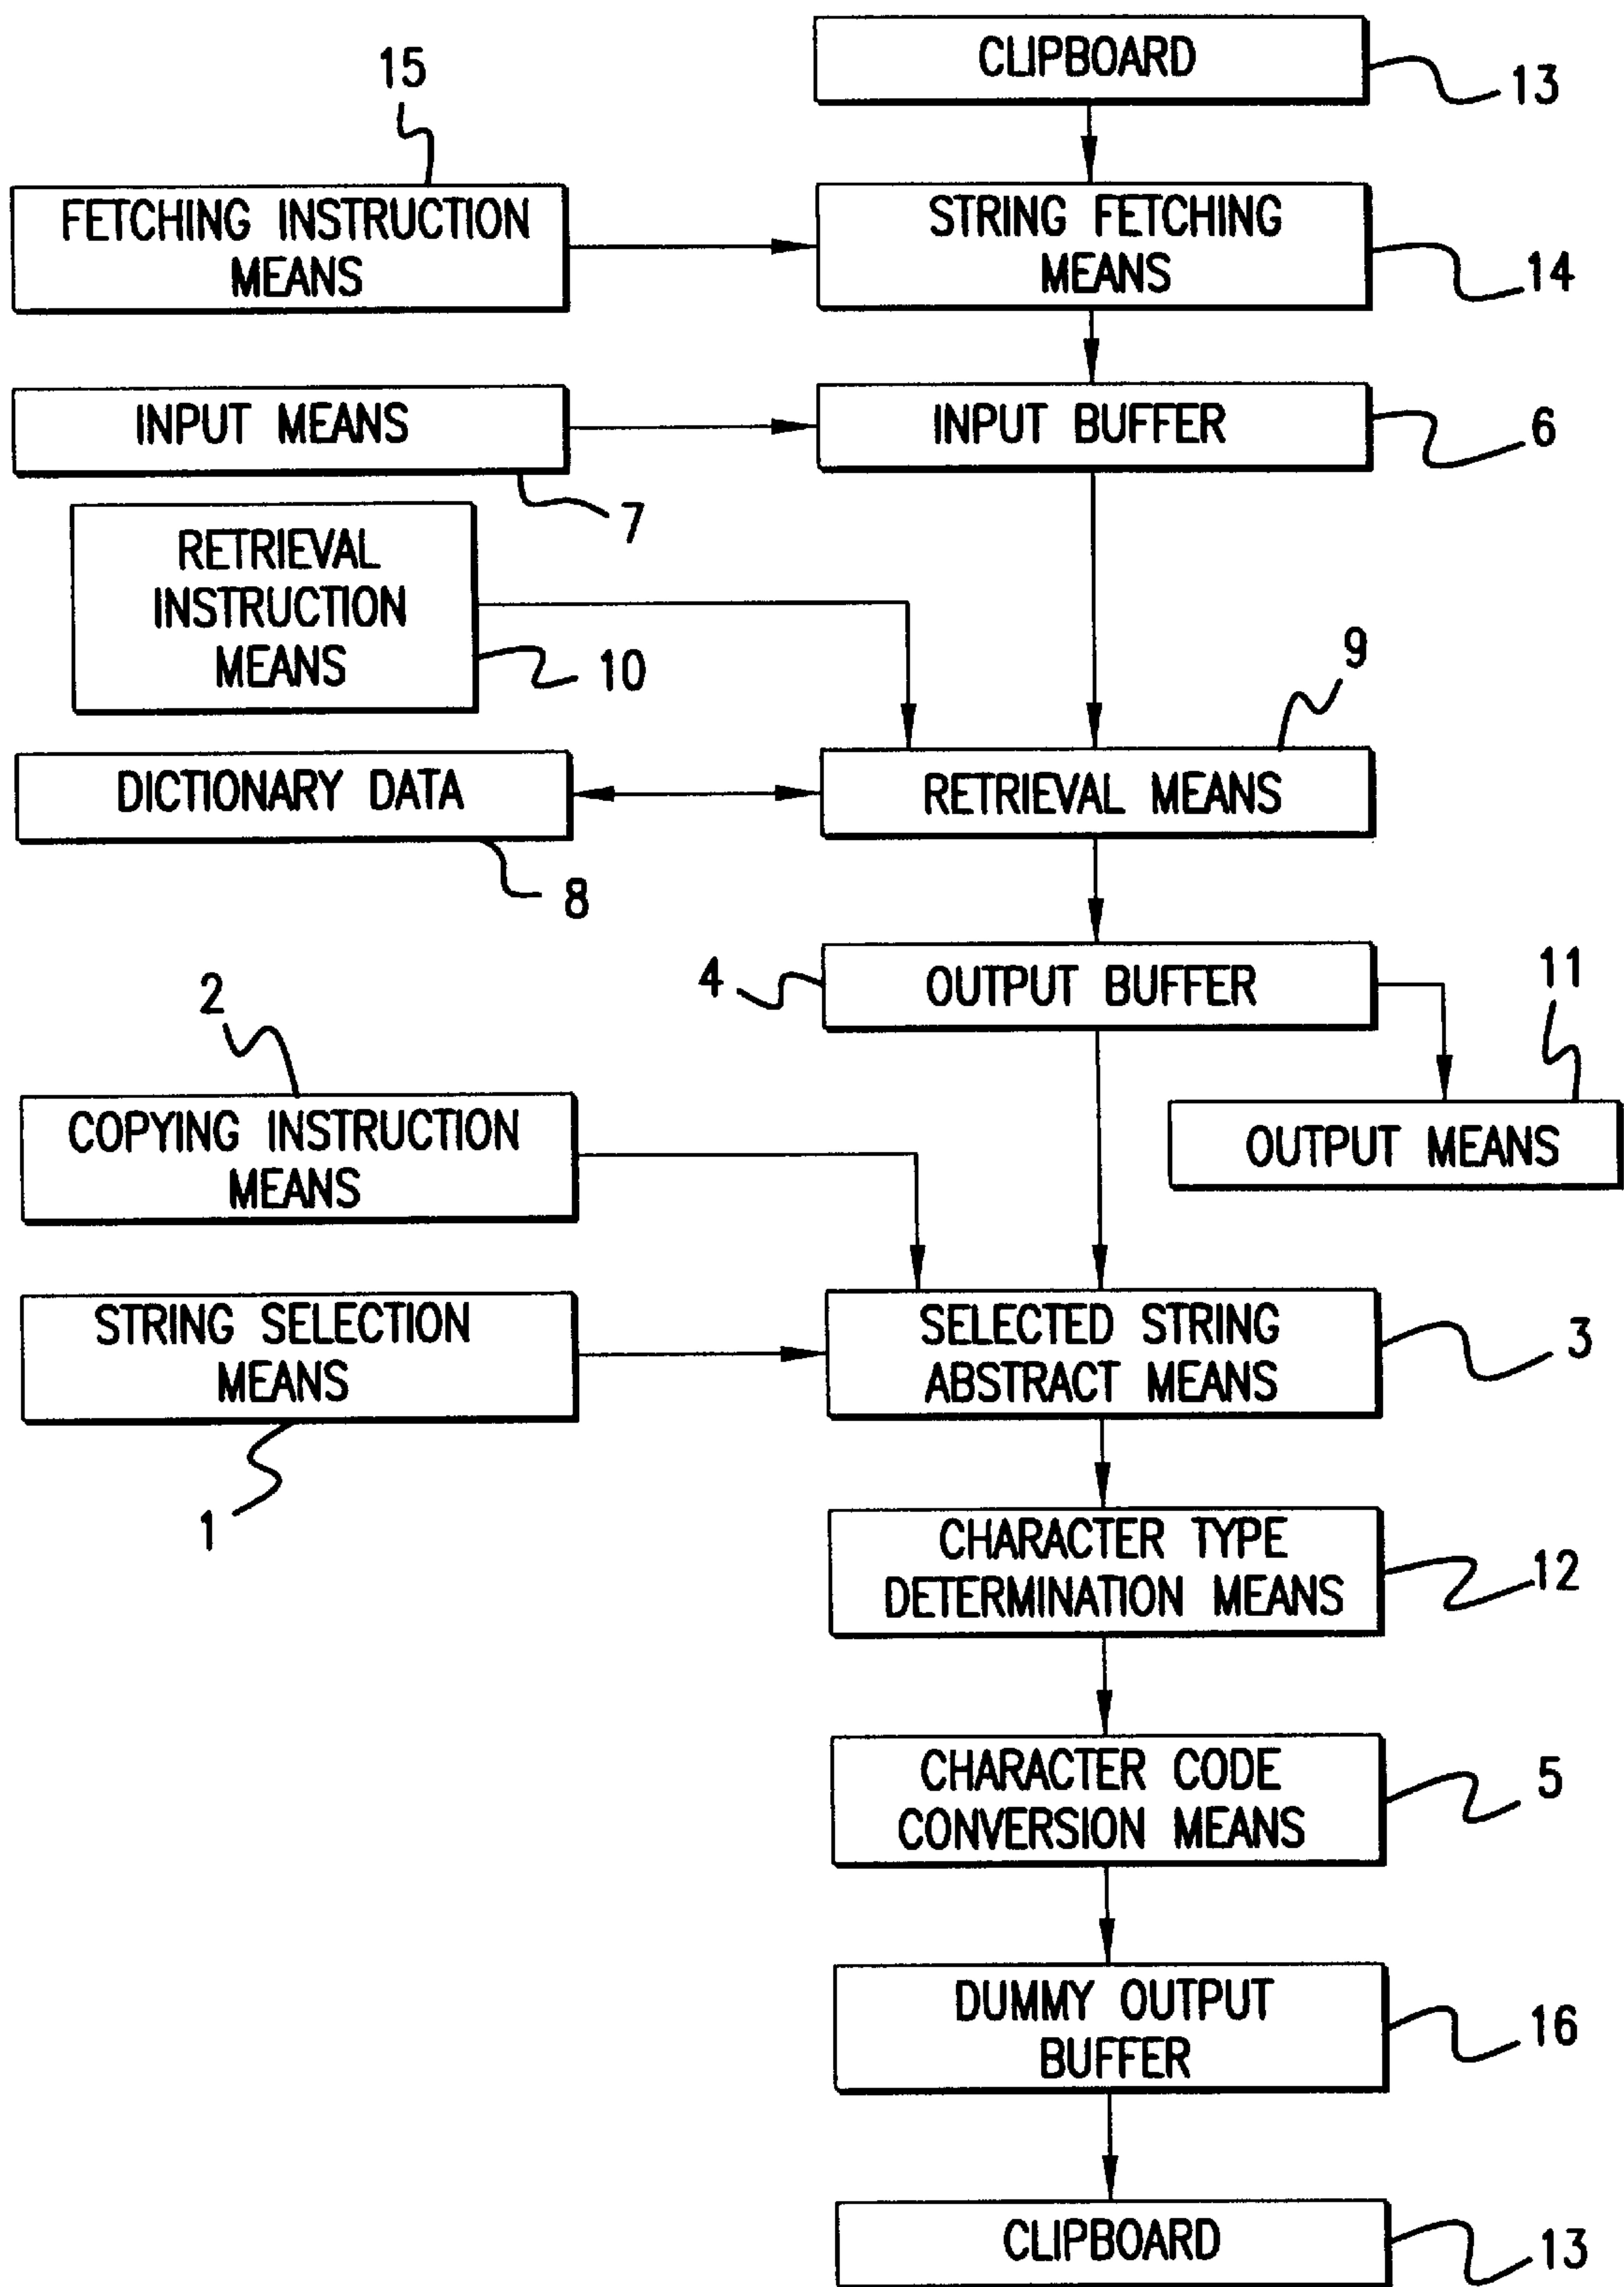 CLIPBOARD
13
15
FETCHING INSTRUCTION
MEANS
STRING FETCHING
MEANS
14
INPUT MEANS
7
INPUT BUFFER
6
RETRIEVAL
INSTRUCTION
MEANS
10
9
DICTIONARY DATA
8
RETRIEVAL MEANS
4
OUTPUT BUFFER
11
OUTPUT MEANS
2
COPYING INSTRUCTION
MEANS
STRING SELECTION
MEANS
1
SELECTED STRING
ABSTRACT MEANS
3
CHARACTER TYPE
DETERMINATION MEANS
12
CHARACTER CODE
CONVERSION MEANS
5
DUMMY OUTPUT
BUFFER
16
CLIPBOARD
13